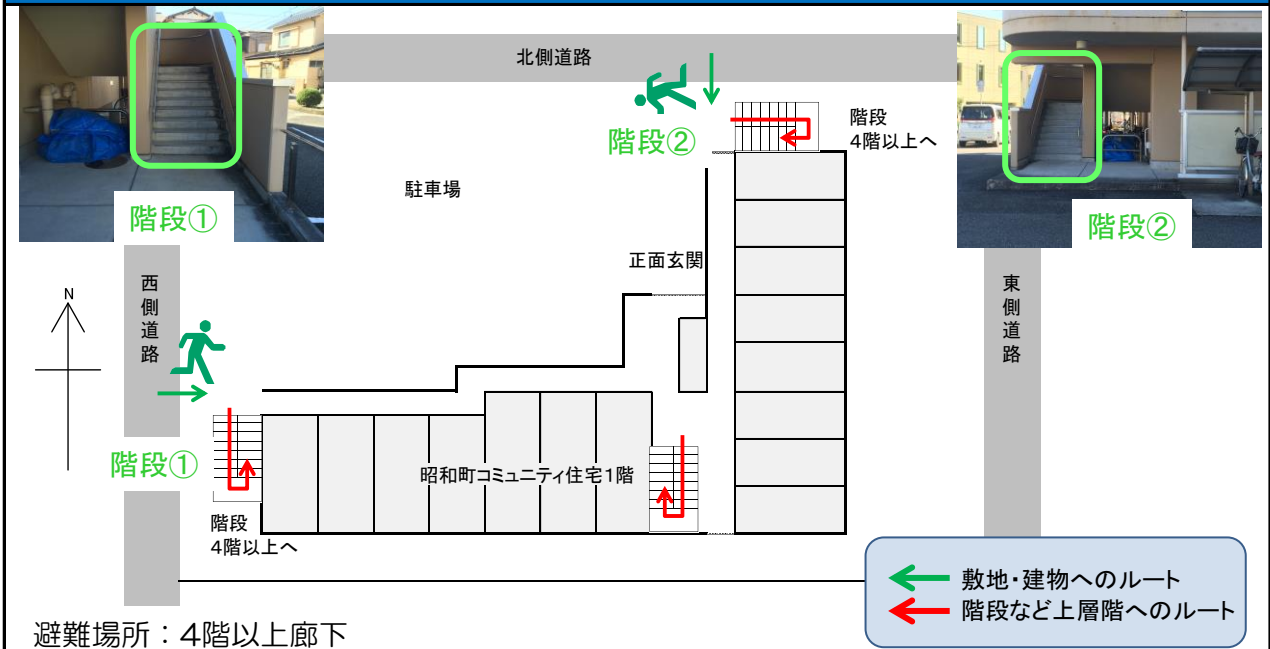 北側道路
階段②
階段
4階以上へ
駐車場
階段①
階段②
正面玄関
西側道路
東側道路
N
階段①
昭和町コミュニティ住宅1階
階段
4階以上へ
敷地・建物へのルート
階段など上層階へのルート
避難場所：4階以上廊下